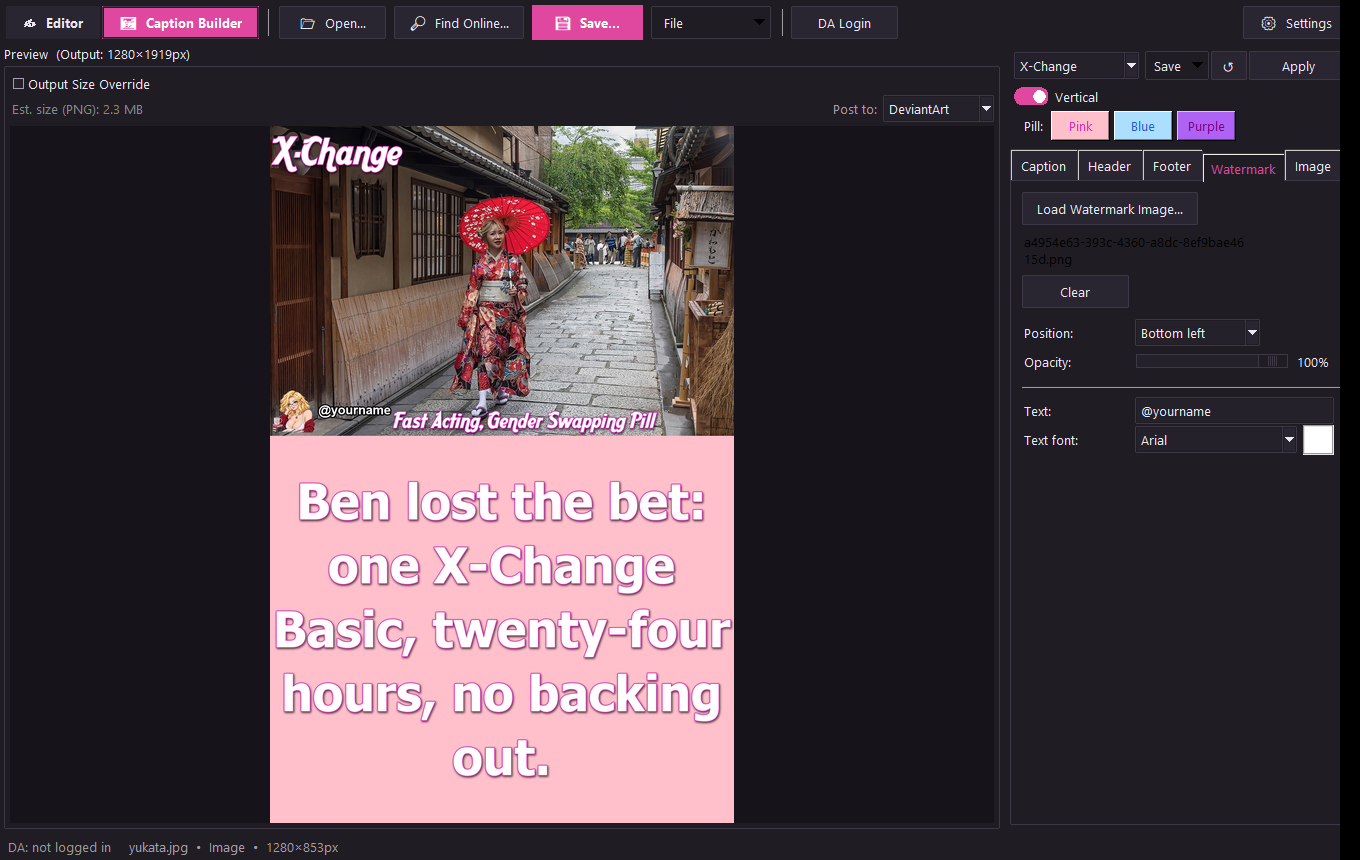 Editor
Caption Builder
Open...
Find Online...
Save...
File
DA Login
Settings
Preview (Output: 1280×1919px)
Output Size Override
Est. size (PNG): 2.3 MB
Post to:
DeviantArt
X-Change
@yourname
Fast Acting, Gender Swapping Pill
Ben lost the bet:
one X-Change
Basic, twenty-four
hours, no backing
out.
X-Change
Save
↺
Apply
Vertical
Pill:
Pink
Blue
Purple
Caption
Header
Footer
Watermark
Image
Load Watermark Image...
a4954e63-393c-4360-a8dc-8ef9bae46
15d.png
Clear
Position:
Bottom left
Opacity:
100%
Text:
@yourname
Text font:
Arial
DA: not logged in
yukata.jpg • Image • 1280×853px